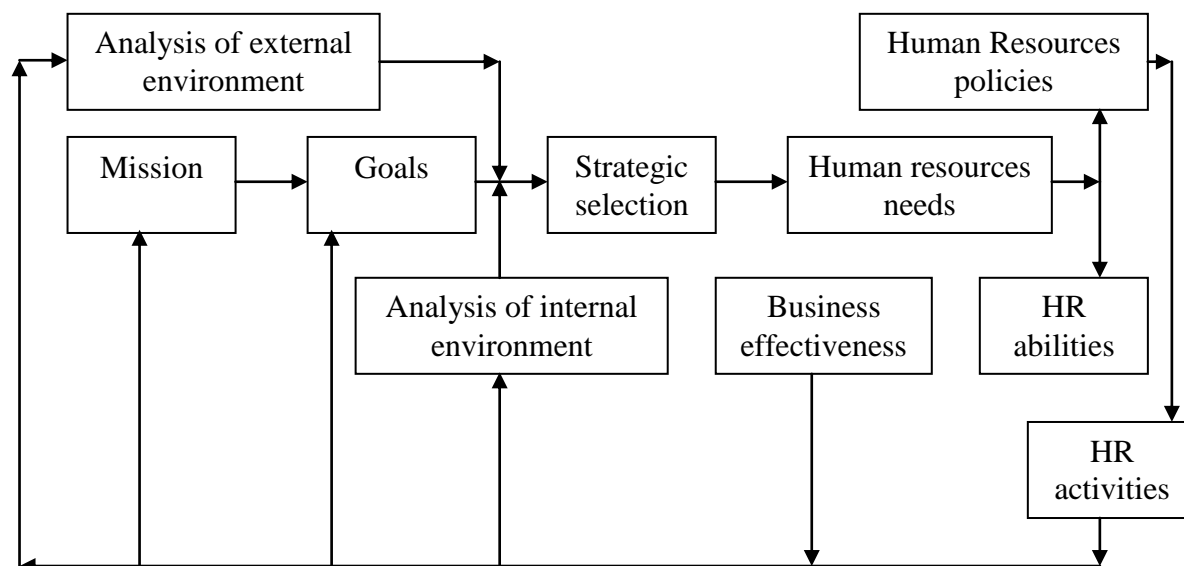 Analysis of external
environment
Human Resources
policies
Mission
Goals
Strategic
selection
Human resources
needs
Analysis of internal
environment
Business
effectiveness
HR
abilities
HR
activities